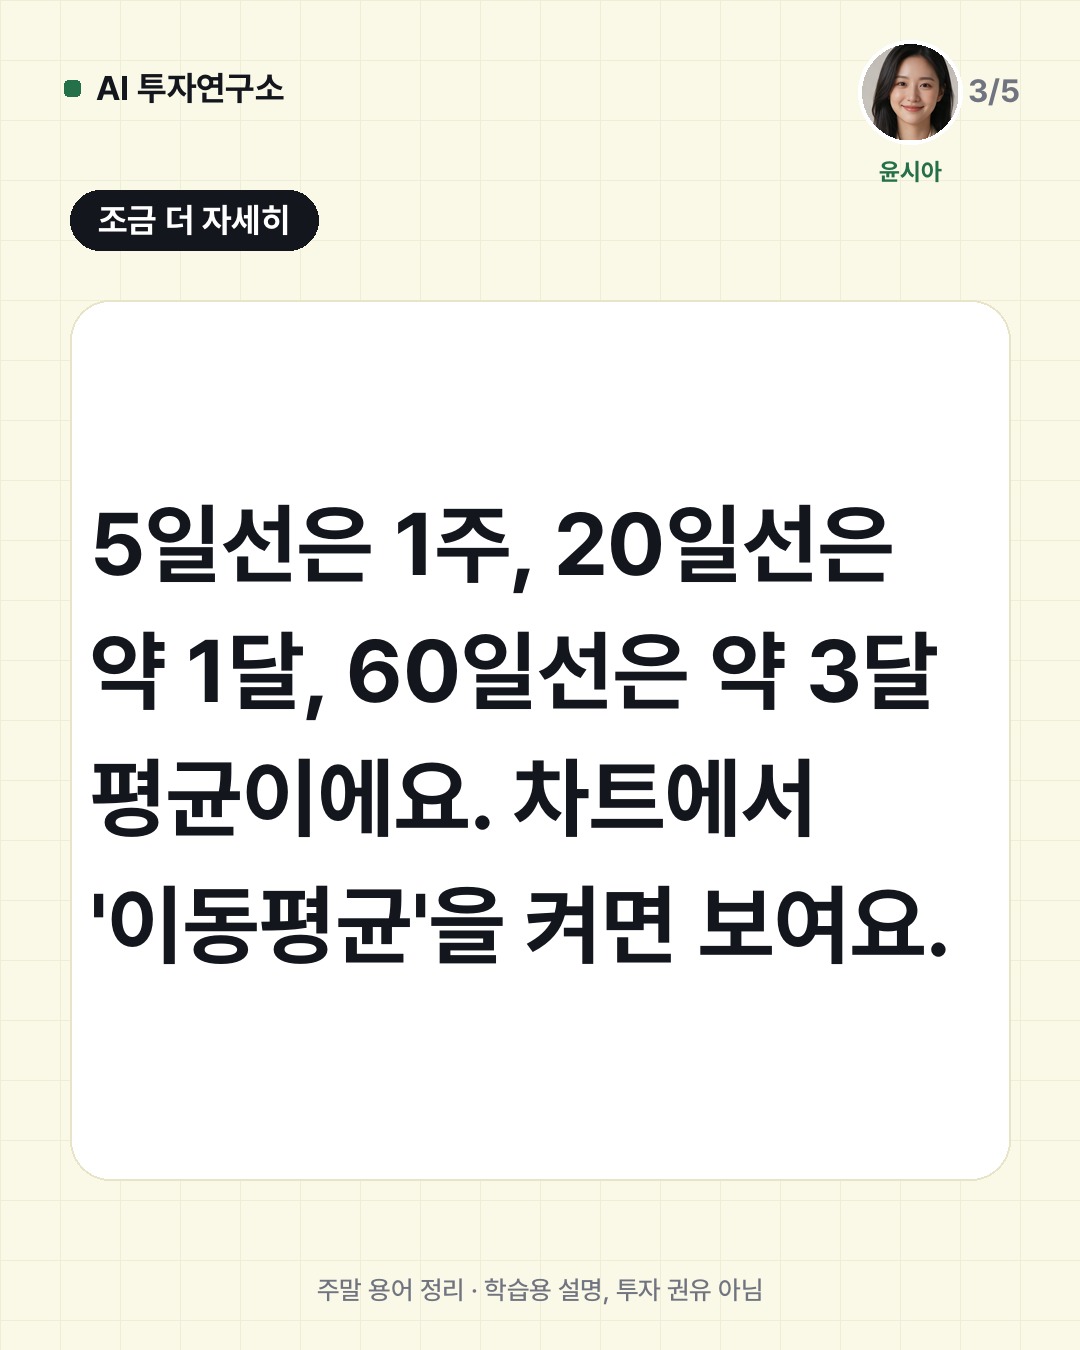 AI 투자연구소
3/5
윤시아
조금 더 자세히
5일선은 1주, 20일선은
약 1달, 60일선은 약 3달
평균이에요. 차트에서
'이동평균'을 켜면 보여요.
주말 용어 정리 · 학습용 설명, 투자 권유 아님